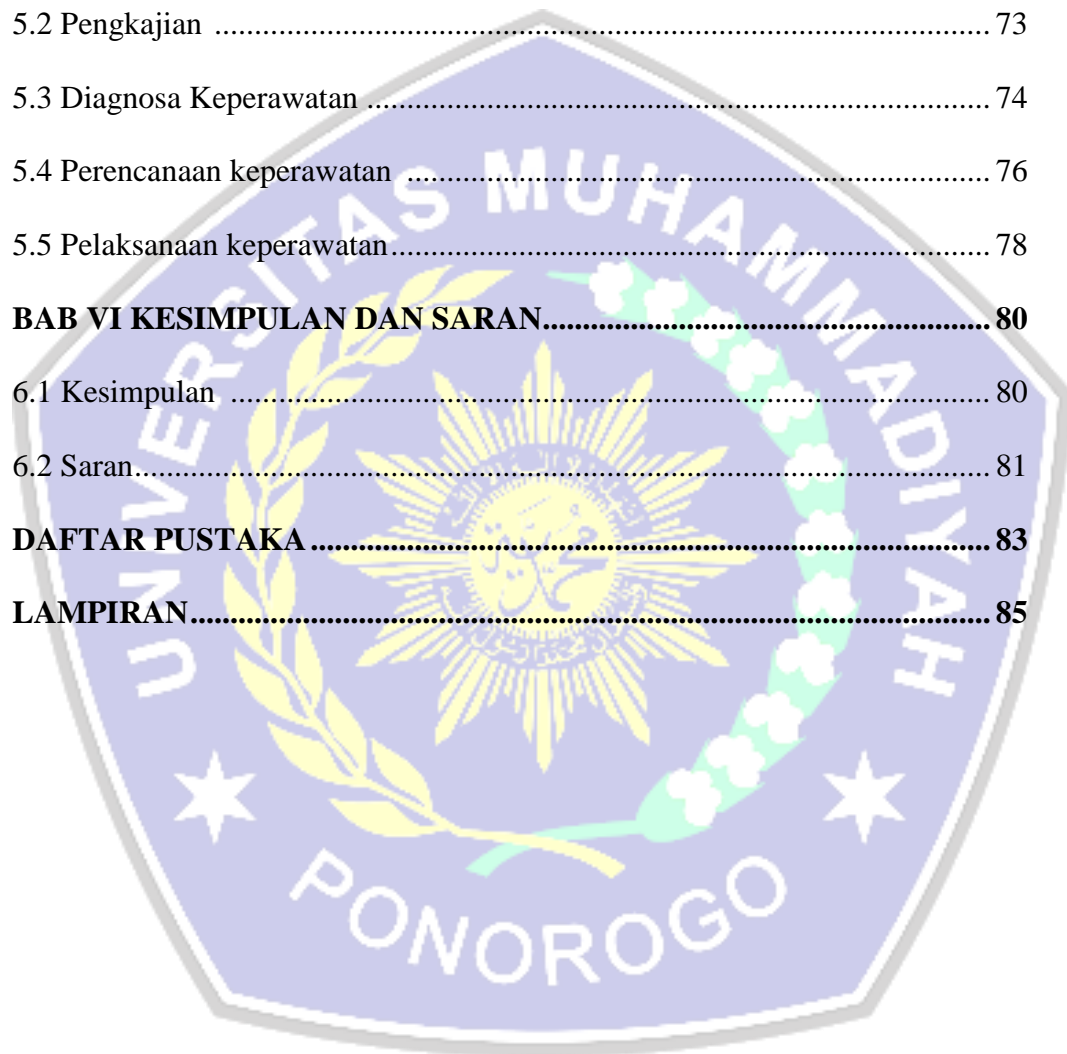 5.2 Pengkajian ........................................................................................ 73
5.3 Diagnosa Keperawatan ...................................................................... 74
5.4 Perencanaan keperawatan ................................................................. 76
5.5 Pelaksanaan keperawatan.................................................................... 78
BAB VI KESIMPULAN DAN SARAN.................................................... 80
6.1 Kesimpulan ...................................................................................... 80
6.2 Saran................................................................................................. 81
DAFTAR PUSTAKA ............................................................................... 83
LAMPIRAN............................................................................................. 85
UNIVERSITAS MUHAMMADIYAH
PONOROGO